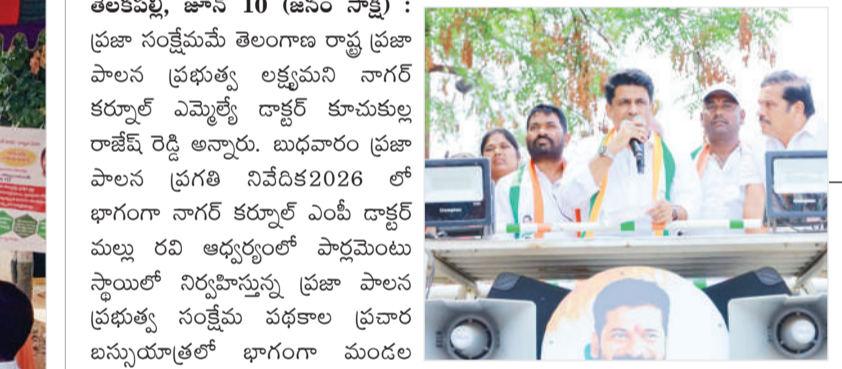 తెలకపల్లి, జూన్ 10 (జనం సాక్షి) :
ప్రజా సంక్షేమమే తెలంగాణ రాష్ట్ర ప్రజా
పాలన ప్రభుత్వ లక్ష్యమని నాగర్
కర్నూల్ ఎమ్మెల్యే డాక్టర్ కూచుకుల్ల
రాజేష్ రెడ్డి అన్నారు. బుధవారం ప్రజా
పాలన ప్రగతి నివేదిక2026 లో
భాగంగా నాగర్ కర్నూల్ ఎంపీ డాక్టర్
మల్లు రవి ఆధ్వర్యంలో పార్లమెంటు
స్థాయిలో నిర్వహిస్తున్న ప్రజా పాలన
ప్రభుత్వ సంక్షేమ పథకాల ప్రచార
బస్సుయాత్రలో భాగంగా మండల